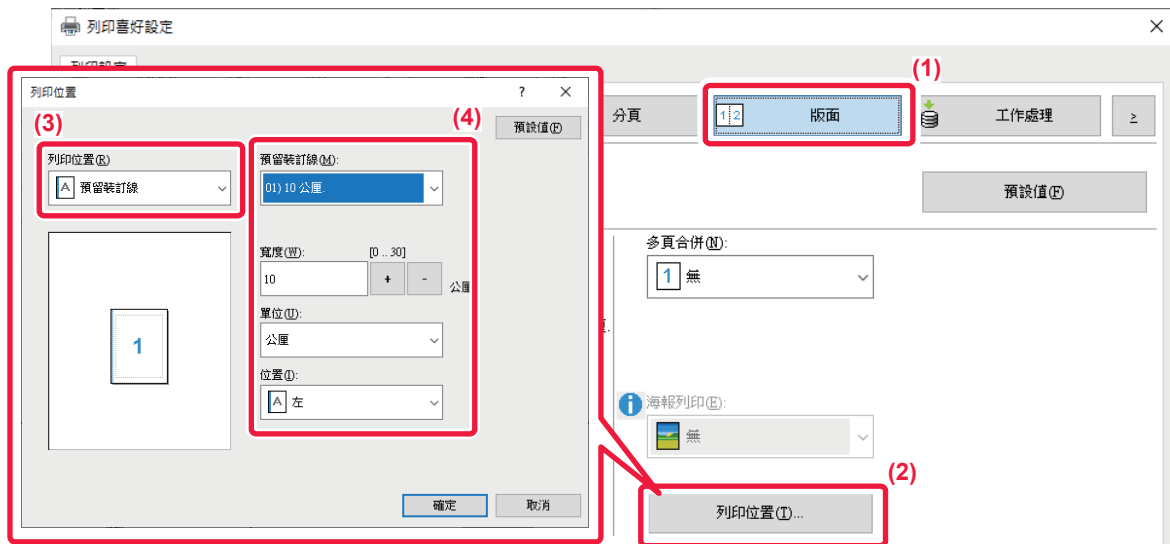 列印喜好設定
列印設定
(1)
列印位置
(3)
(4)
預設值(F)
列印位置(R)
A 預留裝訂線
預留裝訂線(M):
01) 10 公厘.
寬度(W): [0 .. 30]
10 + - 公厘
單位(U):
公厘
位置(I):
A 左
1
確定
取消
分頁
1 2 版面
工作處理
≥
預設值(F)
多頁合併(N):
1 無
海報列印(E):
無
(2)
列印位置(T)...